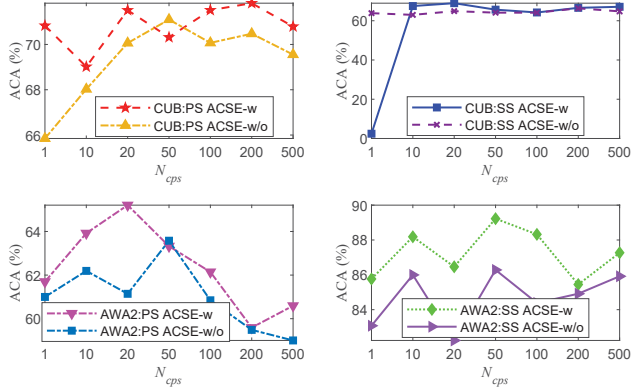 ACA (%)
70
68
66
CUB:PS ACSE-w
CUB:PS ACSE-w/o
1 10 20 50 100 200 500
N_cps
ACA (%)
60
40
20
0
CUB:SS ACSE-w
CUB:SS ACSE-w/o
1 10 20 50 100 200 500
N_cps
ACA (%)
64
62
60
AWA2:PS ACSE-w
AWA2:PS ACSE-w/o
1 10 20 50 100 200 500
N_cps
ACA (%)
90
88
86
84
AWA2:SS ACSE-w
AWA2:SS ACSE-w/o
1 10 20 50 100 200 500
N_cps